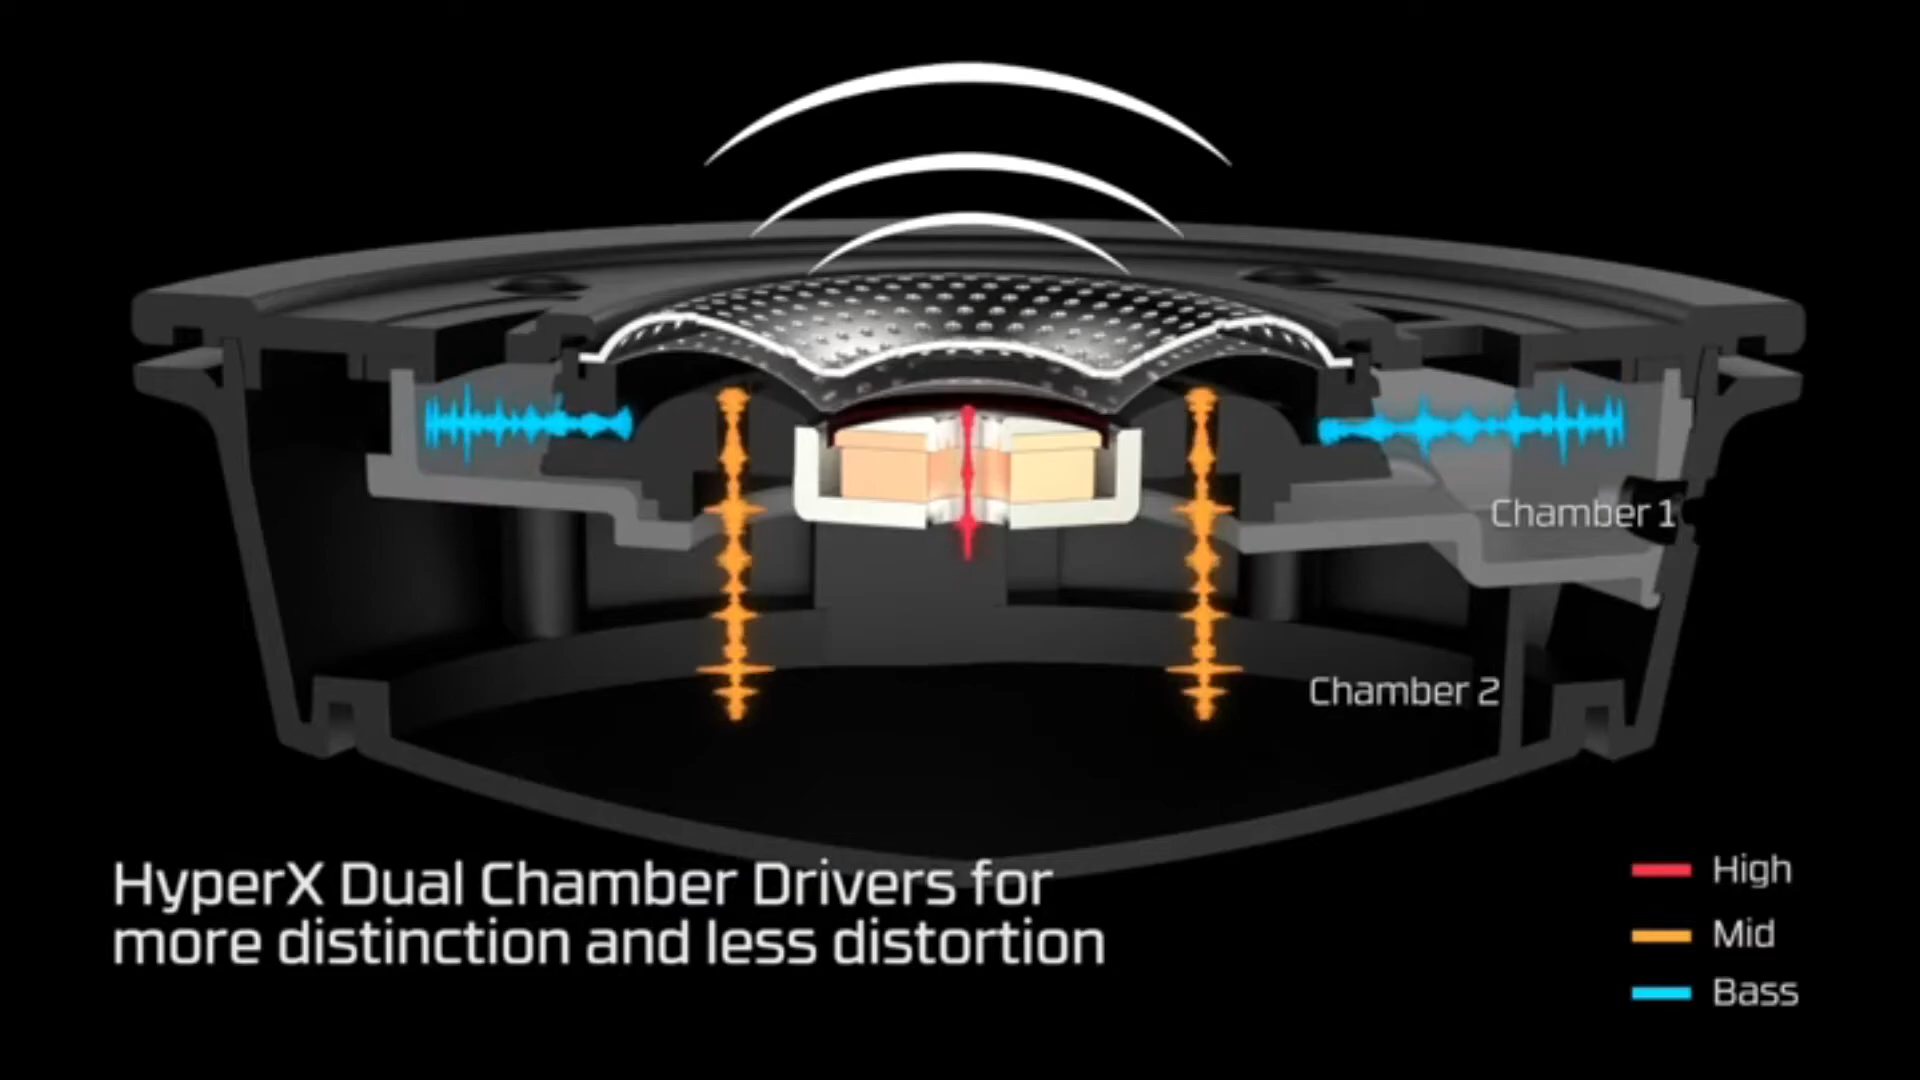 Chamber 1
Chamber 2
HyperX Dual Chamber Drivers for
more distinction and less distortion
High
Mid
Bass